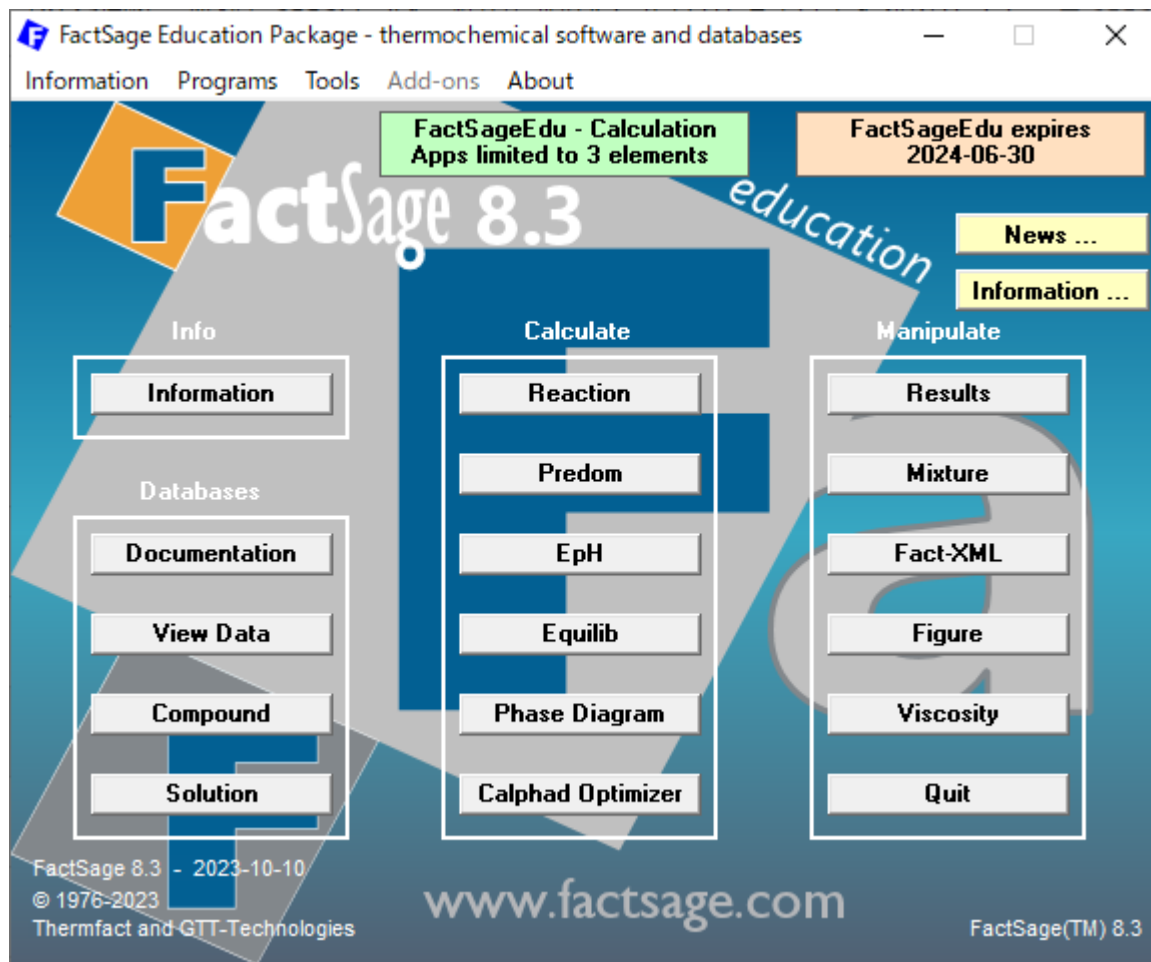 FactSage Education Package - thermochemical software and databases
Information Programs Tools Add-ons About
FactSageEdu - Calculation
Apps limited to 3 elements
FactSageEdu expires
2024-06-30
FactSage 8.3
education
News ...
Information ...
Info
Information
Databases
Documentation
View Data
Compound
Solution
Calculate
Reaction
Predom
EpH
Equilib
Phase Diagram
Calphad Optimizer
Manipulate
Results
Mixture
Fact-XML
Figure
Viscosity
Quit
FactSage 8.3 - 2023-10-10
© 1976-2023
Thermfact and GTT-Technologies
www.factsage.com
FactSage(TM) 8.3